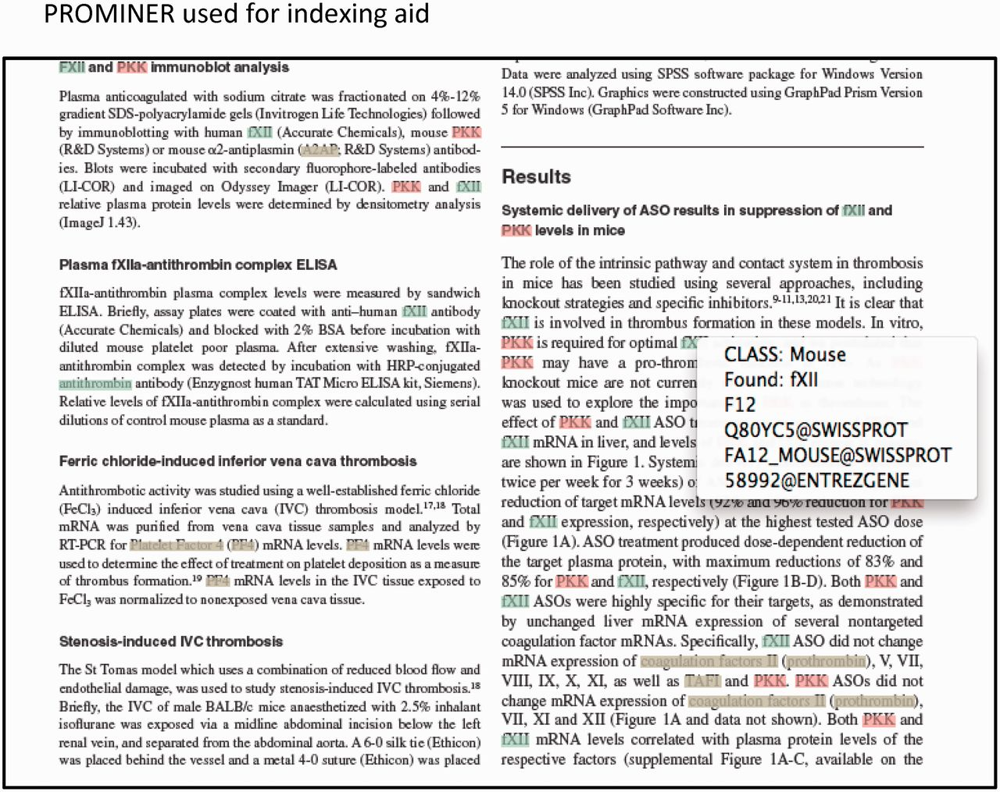 PROMINER used for indexing aid
FXII and PKK immunoblot analysis
Plasma anticoagulated with sodium citrate was fractionated on 4%-12%
gradient SDS-polyacrylamide gels (Invitrogen Life Technologies) followed
by immunoblotting with human fXII (Accurate Chemicals), mouse PKK
(R&D Systems) or mouse α2-antiplasmin (A2AP; R&D Systems) antibod-
ies. Blots were incubated with secondary fluorophore-labeled antibodies
(LI-COR) and imaged on Odyssey Imager (LI-COR). PKK and fXII
relative plasma protein levels were determined by densitometry analysis
(ImageJ 1.43).
Plasma fXIIa-antithrombin complex ELISA
fXIIa-antithrombin plasma complex levels were measured by sandwich
ELISA. Briefly, assay plates were coated with anti–human fXII antibody
(Accurate Chemicals) and blocked with 2% BSA before incubation with
diluted mouse platelet poor plasma. After extensive washing, fXIIa-
antithrombin complex was detected by incubation with HRP-conjugated
antithrombin antibody (Enzygnost human TAT Micro ELISA kit, Siemens).
Relative levels of fXIIa-antithrombin complex were calculated using serial
dilutions of control mouse plasma as a standard.
Ferric chloride-induced inferior vena cava thrombosis
Antithrombotic activity was studied using a well-established ferric chloride
(FeCl3) induced inferior vena cava (IVC) thrombosis model.17,18 Total
mRNA was purified from vena cava tissue samples and analyzed by
RT-PCR for Platelet Factor 4 (PF4) mRNA levels. PF4 mRNA levels were
used to determine the effect of treatment on platelet deposition as a measure
of thrombus formation.19 PF4 mRNA levels in the IVC tissue exposed to
FeCl3 was normalized to nonexposed vena cava tissue.
Stenosis-induced IVC thrombosis
The St Tomas model which uses a combination of reduced blood flow and
endothelial damage, was used to study stenosis-induced IVC thrombosis.18
Briefly, the IVC of male BALB/c mice anaesthetized with 2.5% inhalant
isoflurane was exposed via a midline abdominal incision below the left
renal vein, and separated from the abdominal aorta. A 6-0 silk tie (Ethicon)
was placed behind the vessel and a metal 4-0 suture (Ethicon) was placed
Data were analyzed using SPSS software package for Windows Version
14.0 (SPSS Inc). Graphics were constructed using GraphPad Prism Version
5 for Windows (GraphPad Software Inc).
Results
Systemic delivery of ASO results in suppression of fXII and
PKK levels in mice
The role of the intrinsic pathway and contact system in thrombosis
in mice has been studied using several approaches, including
knockout strategies and specific inhibitors.9-11,13,20,21 It is clear that
fXII is involved in thrombus formation in these models. In vitro,
PKK is required for optimal fX
PKK may have a pro-throm
knockout mice are not curren
was used to explore the impo
effect of PKK and fXII ASO tr
fXII mRNA in liver, and levels
are shown in Figure 1. System
twice per week for 3 weeks) o
reduction of target mRNA levels (92% and 96% reduction for PKK
and fXII expression, respectively) at the highest tested ASO dose
(Figure 1A). ASO treatment produced dose-dependent reduction of
the target plasma protein, with maximum reductions of 83% and
85% for PKK and fXII, respectively (Figure 1B-D). Both PKK and
fXII ASOs were highly specific for their targets, as demonstrated
by unchanged liver mRNA expression of several nontargeted
coagulation factor mRNAs. Specifically, fXII ASO did not change
mRNA expression of coagulation factors II (prothrombin), V, VII,
VIII, IX, X, XI, as well as TAFI and PKK. PKK ASOs did not
change mRNA expression of coagulation factors II (prothrombin),
VII, XI and XII (Figure 1A and data not shown). Both PKK and
fXII mRNA levels correlated with plasma protein levels of the
respective factors (supplemental Figure 1A-C, available on the
CLASS: Mouse
Found: fXII
F12
Q80YC5@SWISSPROT
FA12_MOUSE@SWISSPROT
58992@ENTREZGENE